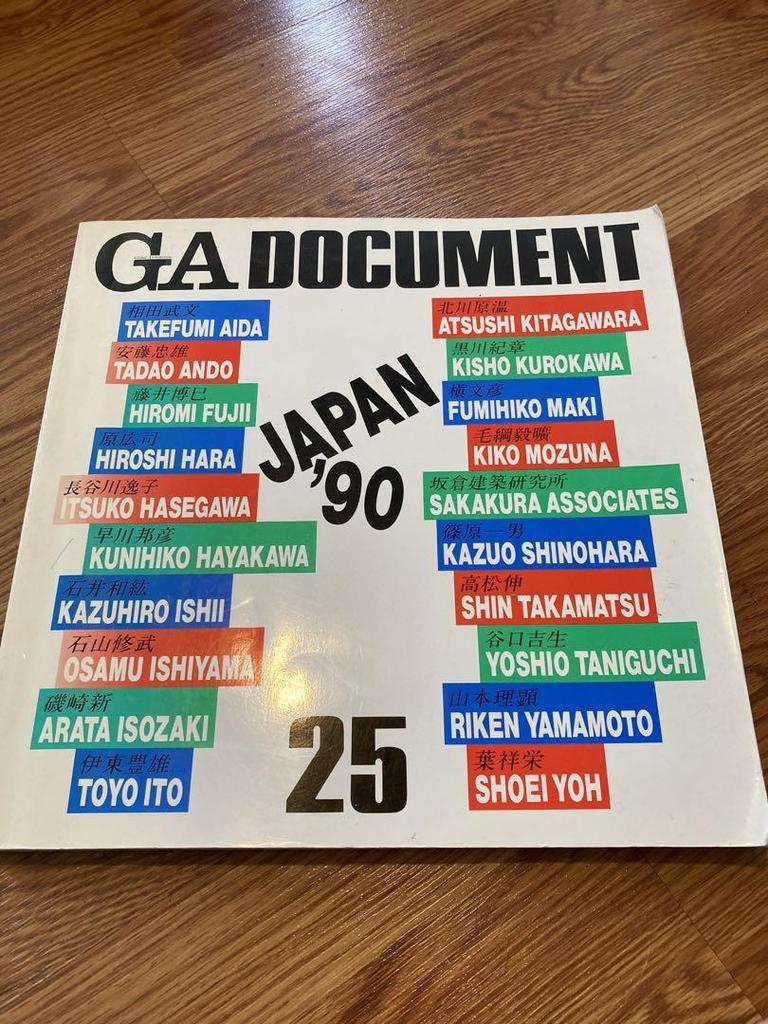 GA DOCUMENT
相田武文
TAKEFUMI AIDA
安藤忠雄
TADAO ANDO
藤井博巳
HIROMI FUJII
原広司
HIROSHI HARA
長谷川逸子
ITSUKO HASEGAWA
早川邦彦
KUNIHIKO HAYAKAWA
石井和紘
KAZUHIRO ISHII
石山修武
OSAMU ISHIYAMA
磯崎新
ARATA ISOZAKI
伊東豊雄
TOYO ITO
JAPAN
'90
25
北川原温
ATSUSHI KITAGAWARA
黒川紀章
KISHO KUROKAWA
槇文彦
FUMIHIKO MAKI
毛綱毅曠
KIKO MOZUNA
坂倉建築研究所
SAKAKURA ASSOCIATES
篠原一男
KAZUO SHINOHARA
高松伸
SHIN TAKAMATSU
谷口吉生
YOSHIO TANIGUCHI
山本理顕
RIKEN YAMAMOTO
葉祥栄
SHOEI YOH